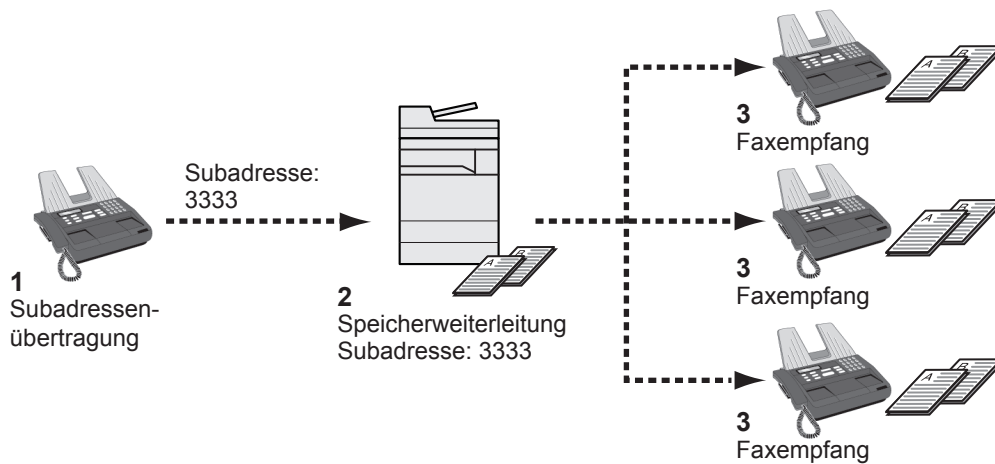 Subadresse:
3333
1
Subadressen-
übertragung
2
Speicherweiterleitung
Subadresse: 3333
A
B
3
Faxempfang
A
B
3
Faxempfang
A
B
3
Faxempfang
A
B